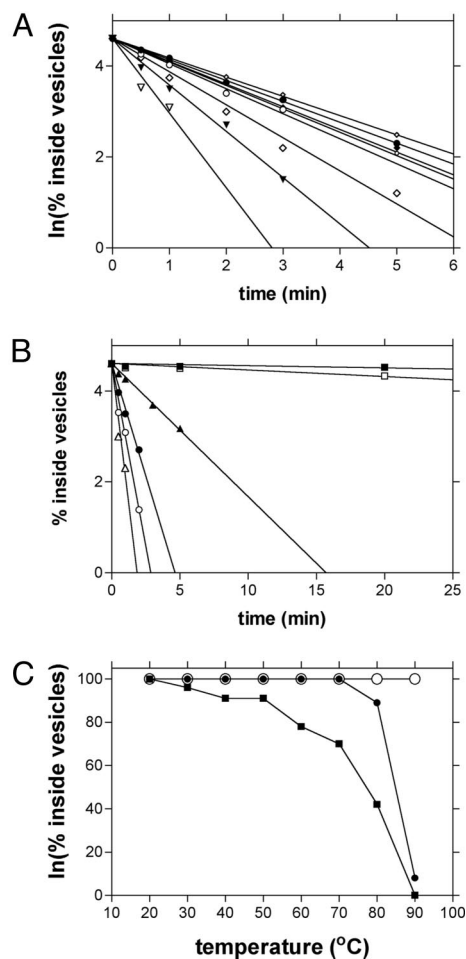 A
ln(% inside vesicles)
4
2
0
0 1 2 3 4 5 6
time (min)
B
% inside vesicles
4
2
0
0 5 10 15 20 25
time (min)
C
ln(% inside vesicles)
100
80
60
40
20
0
10 20 30 40 50 60 70 80 90 100
temperature (°C)